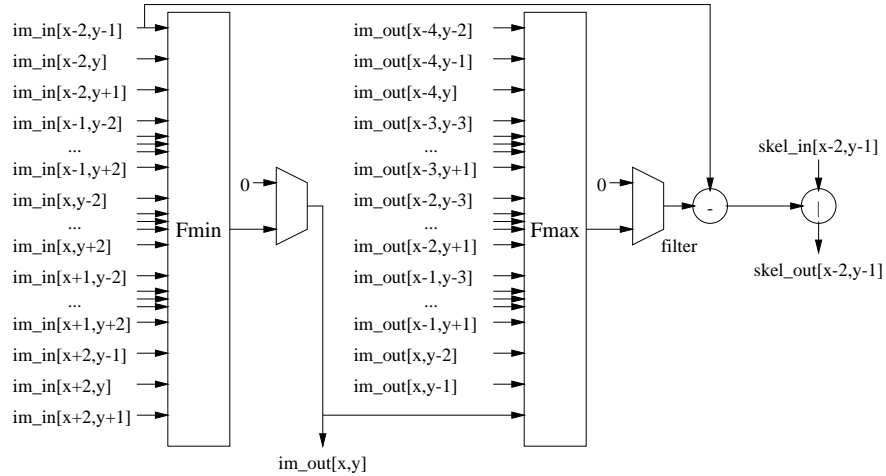 im_in[x-2,y-1]
im_in[x-2,y]
im_in[x-2,y+1]
im_in[x-1,y-2]
...
im_in[x-1,y+2]
im_in[x,y-2]
...
im_in[x,y+2]
im_in[x+1,y-2]
...
im_in[x+1,y+2]
im_in[x+2,y-1]
im_in[x+2,y]
im_in[x+2,y+1]
Fmin
0
im_out[x,y]
im_out[x-4,y-2]
im_out[x-4,y-1]
im_out[x-4,y]
im_out[x-3,y-3]
...
im_out[x-3,y+1]
im_out[x-2,y-3]
...
im_out[x-2,y+1]
im_out[x-1,y-3]
...
im_out[x-1,y+1]
im_out[x,y-2]
im_out[x,y-1]
Fmax
0
filter
-
skel_in[x-2,y-1]
|
skel_out[x-2,y-1]